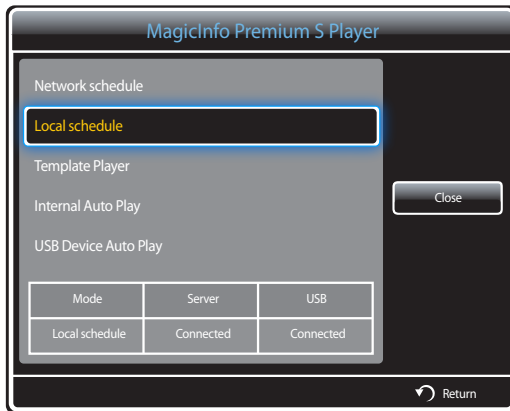 MagicInfo Premium S Player
Network schedule
Local schedule
Template Player
Internal Auto Play
USB Device Auto Play
Close
Mode Server USB
Local schedule Connected Connected
Return